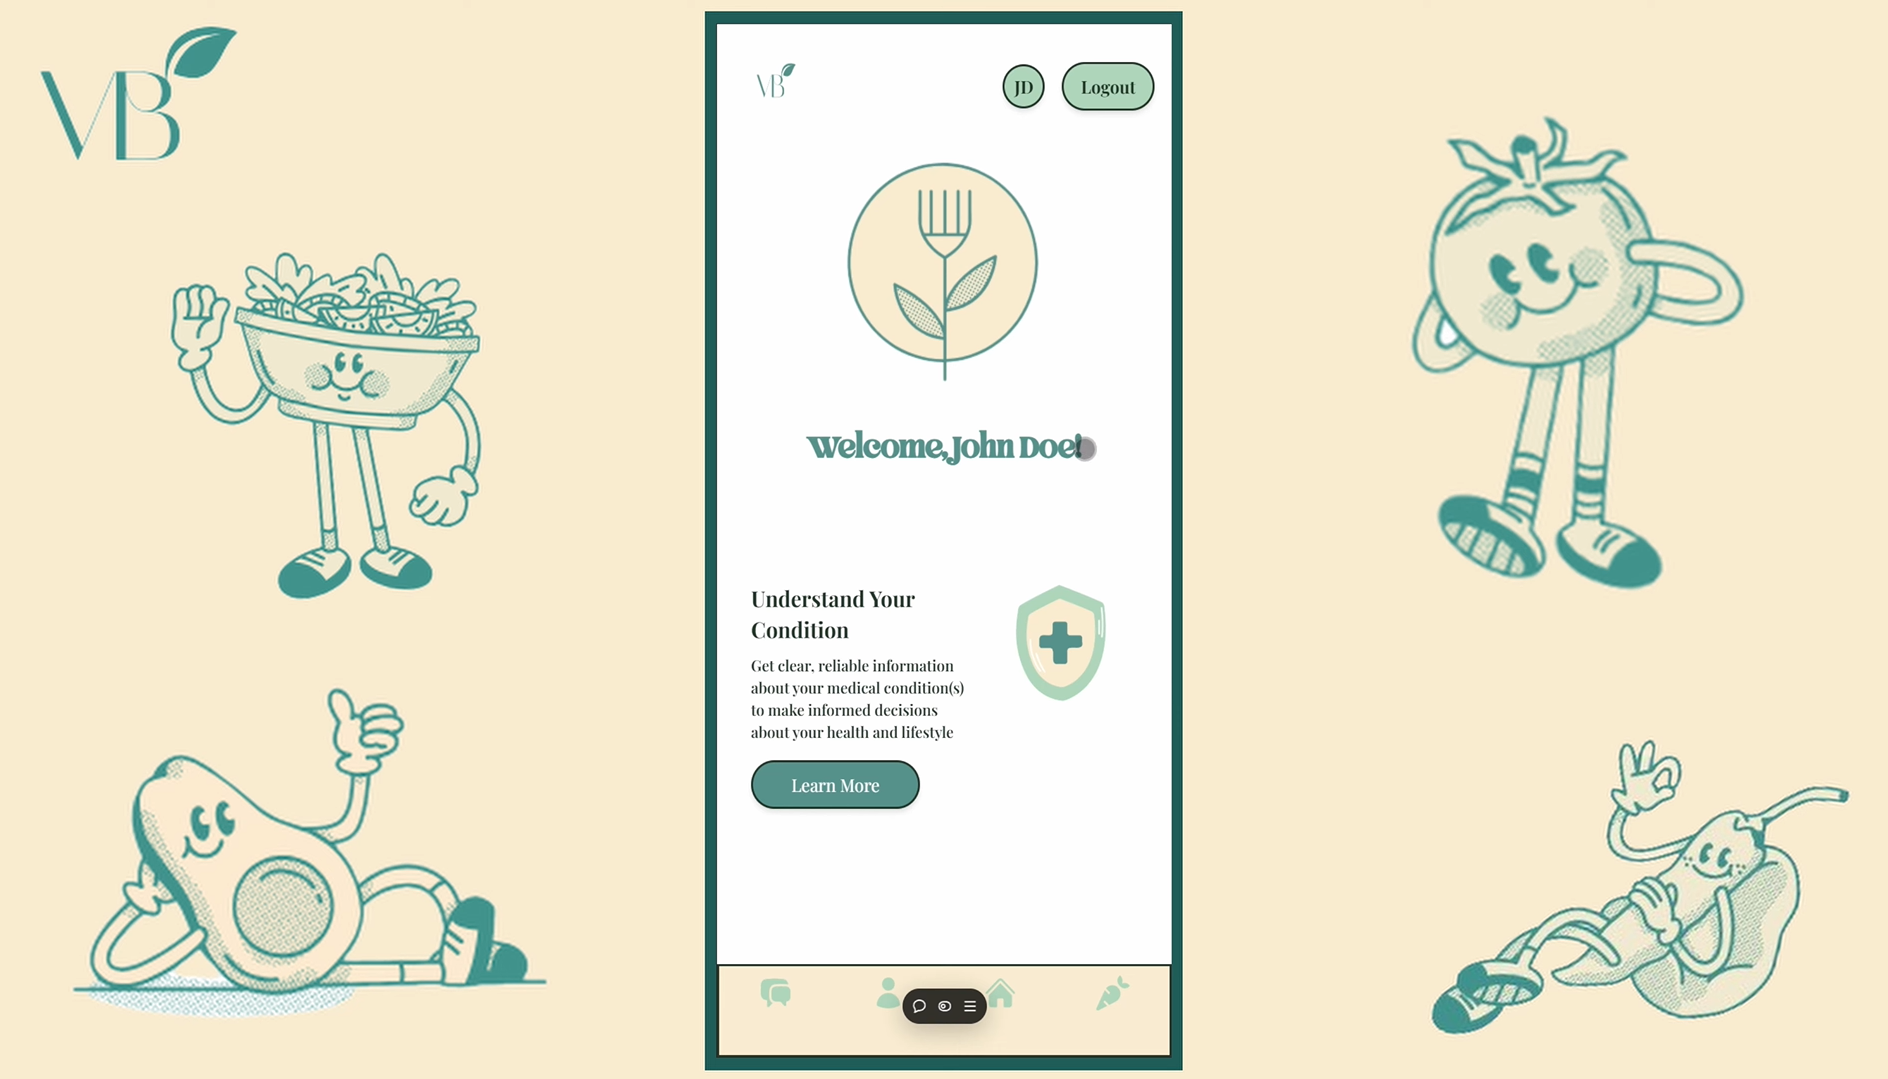 VB
VB
JD
Logout
Welcome, John Doe!
Understand Your
Condition
Get clear, reliable information
about your medical condition(s)
to make informed decisions
about your health and lifestyle
Learn More